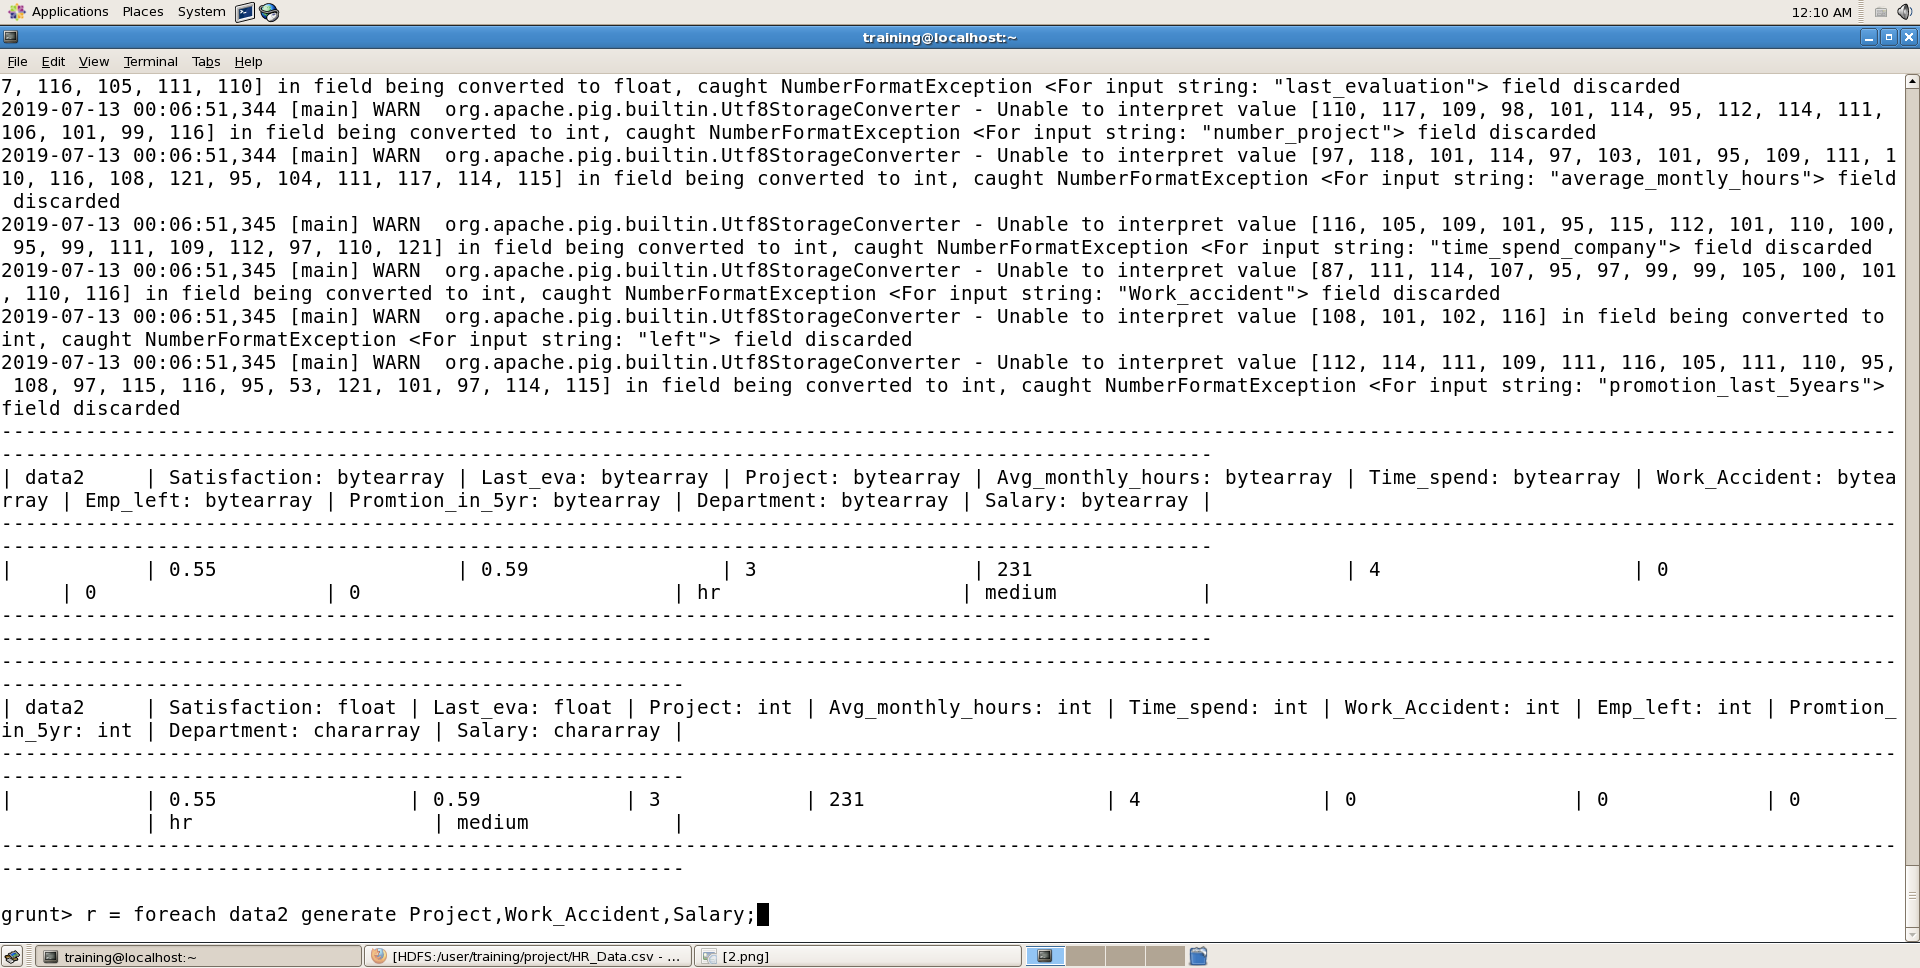 Applications Places System 12:10 AM
training@localhost:~
File Edit View Terminal Tabs Help
7, 116, 105, 111, 110] in field being converted to float, caught NumberFormatException <For input string: "last_evaluation"> field discarded
2019-07-13 00:06:51,344 [main] WARN  org.apache.pig.builtin.Utf8StorageConverter - Unable to interpret value [110, 117, 109, 98, 101, 114, 95, 112, 114, 111,
106, 101, 99, 116] in field being converted to int, caught NumberFormatException <For input string: "number_project"> field discarded
2019-07-13 00:06:51,344 [main] WARN  org.apache.pig.builtin.Utf8StorageConverter - Unable to interpret value [97, 118, 101, 114, 97, 103, 101, 95, 109, 111, 1
10, 116, 108, 121, 95, 104, 111, 117, 114, 115] in field being converted to int, caught NumberFormatException <For input string: "average_montly_hours"> field
discarded
2019-07-13 00:06:51,345 [main] WARN  org.apache.pig.builtin.Utf8StorageConverter - Unable to interpret value [116, 105, 109, 101, 95, 115, 112, 101, 110, 100,
95, 99, 111, 109, 112, 97, 110, 121] in field being converted to int, caught NumberFormatException <For input string: "time_spend_company"> field discarded
2019-07-13 00:06:51,345 [main] WARN  org.apache.pig.builtin.Utf8StorageConverter - Unable to interpret value [87, 111, 114, 107, 95, 97, 99, 99, 105, 100, 101
, 110, 116] in field being converted to int, caught NumberFormatException <For input string: "Work_accident"> field discarded
2019-07-13 00:06:51,345 [main] WARN  org.apache.pig.builtin.Utf8StorageConverter - Unable to interpret value [108, 101, 102, 116] in field being converted to
int, caught NumberFormatException <For input string: "left"> field discarded
2019-07-13 00:06:51,345 [main] WARN  org.apache.pig.builtin.Utf8StorageConverter - Unable to interpret value [112, 114, 111, 109, 111, 116, 105, 111, 110, 95,
108, 97, 115, 116, 95, 53, 121, 101, 97, 114, 115] in field being converted to int, caught NumberFormatException <For input string: "promotion_last_5years">
field discarded
| data2 | Satisfaction: bytearray | Last_eva: bytearray | Project: bytearray | Avg_monthly_hours: bytearray | Time_spend: bytearray | Work_Accident: bytea
rray | Emp_left: bytearray | Promtion_in_5yr: bytearray | Department: bytearray | Salary: bytearray |
| | 0.55 | 0.59 | 3 | 231 | 4 | 0
| 0 | 0 | hr | medium |
| data2 | Satisfaction: float | Last_eva: float | Project: int | Avg_monthly_hours: int | Time_spend: int | Work_Accident: int | Emp_left: int | Promtion_
in_5yr: int | Department: chararray | Salary: chararray |
| | 0.55 | 0.59 | 3 | 231 | 4 | 0 | 0 | 0
| hr | medium |
grunt> r = foreach data2 generate Project,Work_Accident,Salary;
training@localhost:~ [HDFS:/user/training/project/HR_Data.csv - ... [2.png]